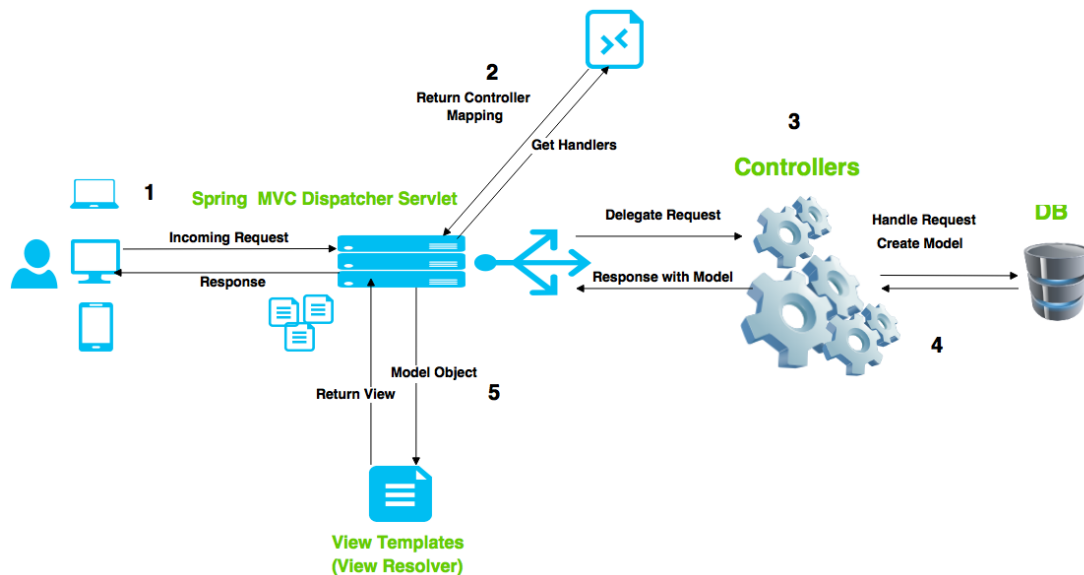 2
Return Controller
Mapping
Get Handlers
3
Controllers
1
Spring MVC Dispatcher Servlet
Incoming Request
Response
Delegate Request
Response with Model
Handle Request
Create Model
DB
4
Model Object
Return View
5
View Templates
(View Resolver)